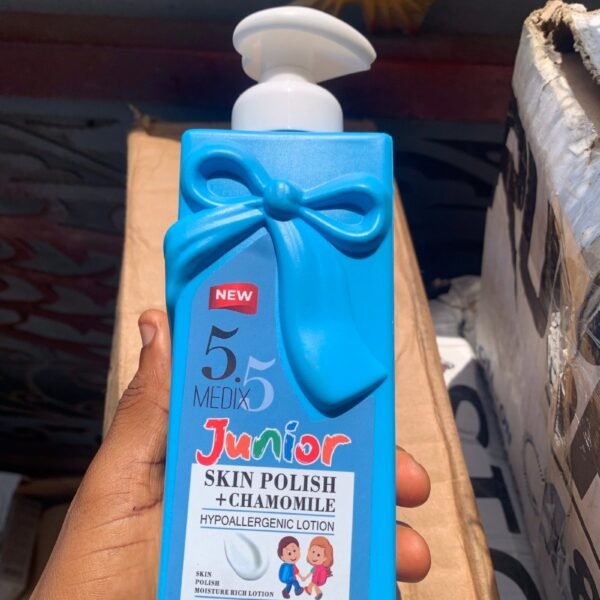 NEW
5.5
MEDIX
Junior
SKIN POLISH
+CHAMOMILE
HYPOALLERGENIC LOTION
SKIN
POLISH
MOISTURE RICH LOTION